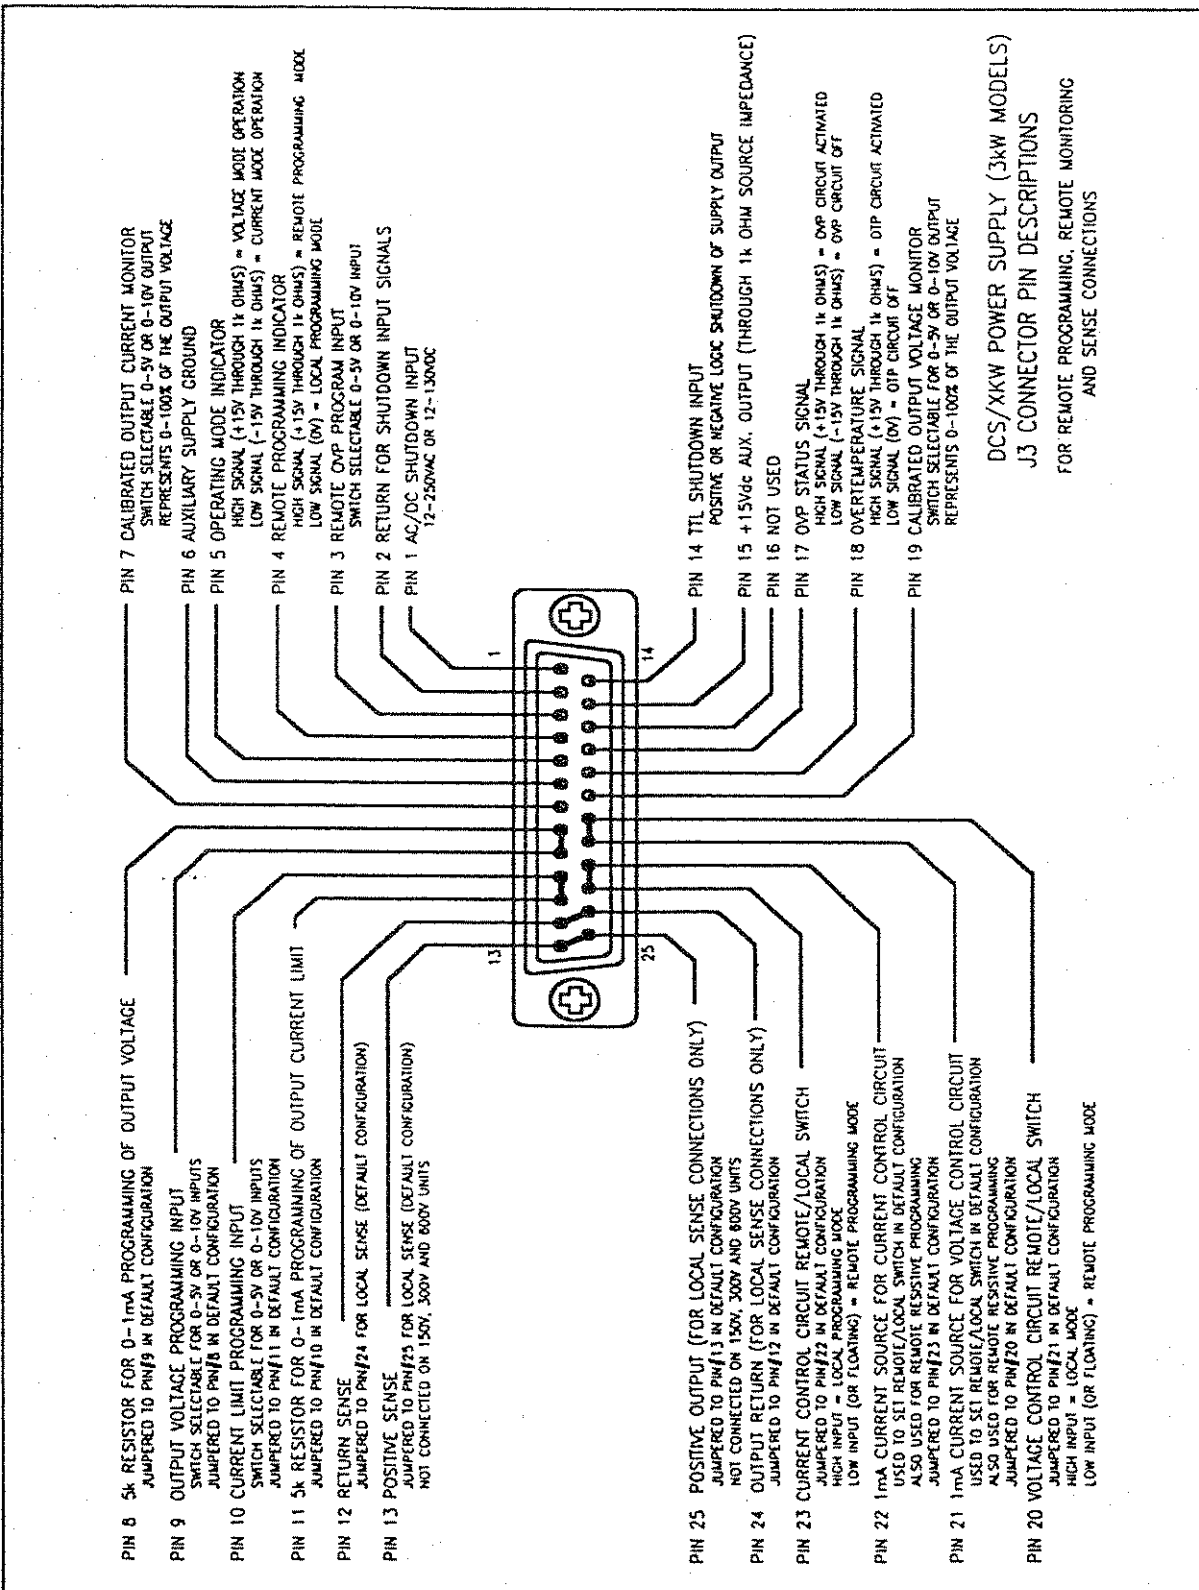 PIN 8 5k RESISTOR FOR 0-1mA PROGRAMMING OF OUTPUT VOLTAGE
JUMPERED TO PIN#9 IN DEFAULT CONFIGURATION
PIN 9 OUTPUT VOLTAGE PROGRAMMING INPUT
SWITCH SELECTABLE FOR 0-5V OR 0-10V INPUTS
JUMPERED TO PIN#8 IN DEFAULT CONFIGURATION
PIN 10 CURRENT LIMIT PROGRAMMING INPUT
SWITCH SELECTABLE FOR 0-5V OR 0-10V INPUTS
JUMPERED TO PIN#11 IN DEFAULT CONFIGURATION
PIN 11 5k RESISTOR FOR 0-1mA PROGRAMMING OF OUTPUT CURRENT LIMIT
JUMPERED TO PIN#10 IN DEFAULT CONFIGURATION
PIN 12 RETURN SENSE
JUMPERED TO PIN#24 FOR LOCAL SENSE (DEFAULT CONFIGURATION)
PIN 13 POSITIVE SENSE
JUMPERED TO PIN#25 FOR LOCAL SENSE (DEFAULT CONFIGURATION)
NOT CONNECTED ON 150V, 300V AND 600V UNITS
PIN 7 CALIBRATED OUTPUT CURRENT MONITOR
SWITCH SELECTABLE 0-5V OR 0-10V OUTPUT
REPRESENTS 0-100% OF THE OUTPUT VOLTAGE
PIN 6 AUXILIARY SUPPLY GROUND
PIN 5 OPERATING MODE INDICATOR
HIGH SIGNAL (+15V THROUGH 1k OHMS) = VOLTAGE MODE OPERATION
LOW SIGNAL (-15V THROUGH 1k OHMS) = CURRENT MODE OPERATION
PIN 4 REMOTE PROGRAMMING INDICATOR
HIGH SIGNAL (+15V THROUGH 1k OHMS) = REMOTE PROGRAMMING MODE
LOW SIGNAL (0V) = LOCAL PROGRAMMING MODE
PIN 3 REMOTE OVP PROGRAM INPUT
SWITCH SELECTABLE 0-5V OR 0-10V INPUT
PIN 2 RETURN FOR SHUTDOWN INPUT SIGNALS
PIN 1 AC/DC SHUTDOWN INPUT
12-250VAC OR 12-130VDC
13
1
25
14
PIN 25 POSITIVE OUTPUT (FOR LOCAL SENSE CONNECTIONS ONLY)
JUMPERED TO PIN#13 IN DEFAULT CONFIGURATION
NOT CONNECTED ON 150V, 300V AND 600V UNITS
PIN 24 OUTPUT RETURN (FOR LOCAL SENSE CONNECTIONS ONLY)
JUMPERED TO PIN#12 IN DEFAULT CONFIGURATION
PIN 23 CURRENT CONTROL CIRCUIT REMOTE/LOCAL SWITCH
JUMPERED TO PIN#22 IN DEFAULT CONFIGURATION
HIGH INPUT = LOCAL PROGRAMMING MODE
LOW INPUT (OR FLOATING) = REMOTE PROGRAMMING MODE
PIN 22 1mA CURRENT SOURCE FOR CURRENT CONTROL CIRCUIT
USED TO SET REMOTE/LOCAL SWITCH IN DEFAULT CONFIGURATION
ALSO USED FOR REMOTE RESISTIVE PROGRAMMING
JUMPERED TO PIN#23 IN DEFAULT CONFIGURATION
PIN 21 1mA CURRENT SOURCE FOR VOLTAGE CONTROL CIRCUIT
USED TO SET REMOTE/LOCAL SWITCH IN DEFAULT CONFIGURATION
ALSO USED FOR REMOTE RESISTIVE PROGRAMMING
JUMPERED TO PIN#20 IN DEFAULT CONFIGURATION
PIN 20 VOLTAGE CONTROL CIRCUIT REMOTE/LOCAL SWITCH
JUMPERED TO PIN#21 IN DEFAULT CONFIGURATION
HIGH INPUT = LOCAL MODE
LOW INPUT (OR FLOATING) = REMOTE PROGRAMMING MODE
PIN 14 TTL SHUTDOWN INPUT
POSITIVE OR NEGATIVE LOGIC SHUTDOWN OF SUPPLY OUTPUT
PIN 15 +15Vdc AUX. OUTPUT (THROUGH 1k OHM SOURCE IMPEDANCE)
PIN 16 NOT USED
PIN 17 OVP STATUS SIGNAL
HIGH SIGNAL (+15V THROUGH 1k OHMS) = OVP CIRCUIT ACTIVATED
LOW SIGNAL (-15V THROUGH 1k OHMS) = OVP CIRCUIT OFF
PIN 18 OVERTEMPERATURE SIGNAL
HIGH SIGNAL (+15V THROUGH 1k OHMS) = OTP CIRCUIT ACTIVATED
LOW SIGNAL (0V) = OTP CIRCUIT OFF
PIN 19 CALIBRATED OUTPUT VOLTAGE MONITOR
SWITCH SELECTABLE FOR 0-5V OR 0-10V OUTPUT
REPRESENTS 0-100% OF THE OUTPUT VOLTAGE
DCS/XKW POWER SUPPLY (3kW MODELS)
J3 CONNECTOR PIN DESCRIPTIONS
FOR REMOTE PROGRAMMING, REMOTE MONITORING
AND SENSE CONNECTIONS